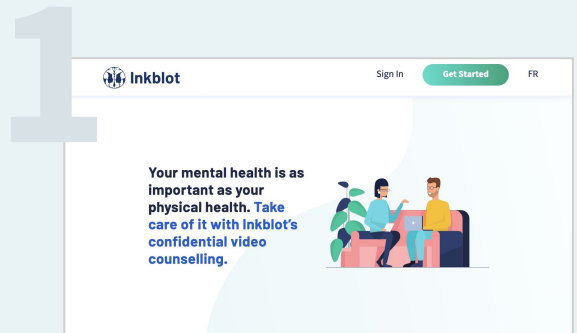 1
Inkblot
Sign In
Get Started
FR
Your mental health is as
important as your
physical health. Take
care of it with Inkblot's
confidential video
counselling.